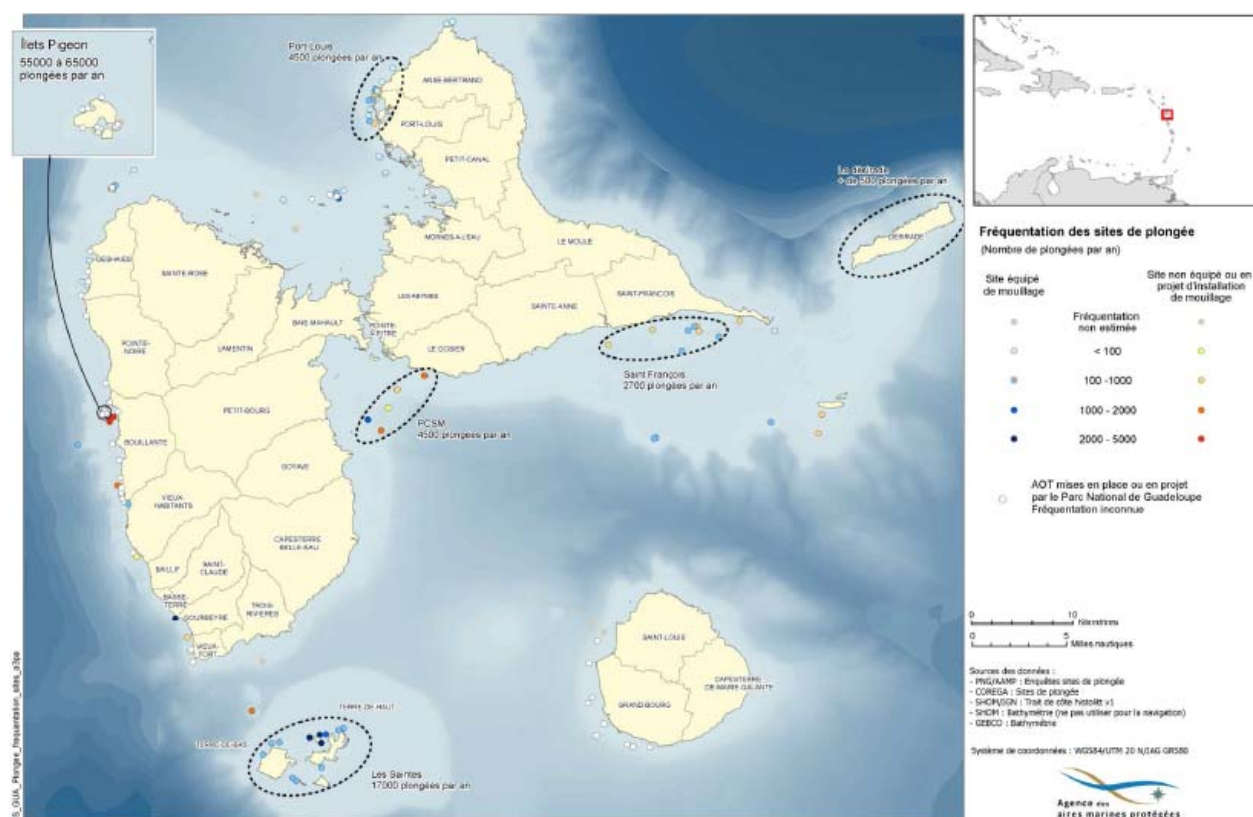 Îlets Pigeon
55000 à 65000
plongées par an
Port-Louis
4500 plongées par an
ANSE-BERTRAND
PORT-LOUIS
PETIT-CANAL
La désirade
+ de 500 plongées par an
DESIRADE
MORNES-A-L'EAU
LE MOULE
DESHAIES
SAINTE-ROSE
LES ABYMES
SAINTE-ANNE
SAINT-FRANÇOIS
BAIE-MAHAULT
POINTE-
A-PITRE
LE GOSIER
POINTE-
NOIRE
LAMENTIN
Saint François
2700 plongées par an
PETIT-BOURG
PCSM
4500 plongées par an
BOUILLANTE
GOYAVE
VIEUX-
HABITANTS
CAPESTERRE
-BELLE-EAU
BAILLIF
SAINT-
CLAUDE
BASSE-
TERRE
GOURBEYRE
TROIS-
RIVIERES
VIEUX-
FORT
SAINT-LOUIS
CAPESTERRE
DE-MARIE-GALANTE
GRAND-BOURG
TERRE-DE-HAUT
TERRE-DE-BAS
Les Saintes
17000 plongées par an
Fréquentation des sites de plongée
(Nombre de plongées par an)
Site équipé
de mouillage
Site non équipé ou en
projet d'installation
de mouillage
Fréquentation
non estimée
< 100
100 -1000
1000 - 2000
2000 - 5000
AOT mises en place ou en projet
par le Parc National de Guadeloupe
Fréquentation inconnue
0 10
Kilomètres
0 5
Milles nautiques
Sources des données :
- PNG/AAMP : Enquêtes sites de plongée
- COREGA : Sites de plongée
- SHOM/IGN : Trait de côte histolitt v1
- SHOM : Bathymétrie (ne pas utiliser pour la navigation)
- GEBCO : Bathymétrie
Système de coordonnées : WGS84/UTM 20 N/IAG GRS80
Agence des
aires marines protégées